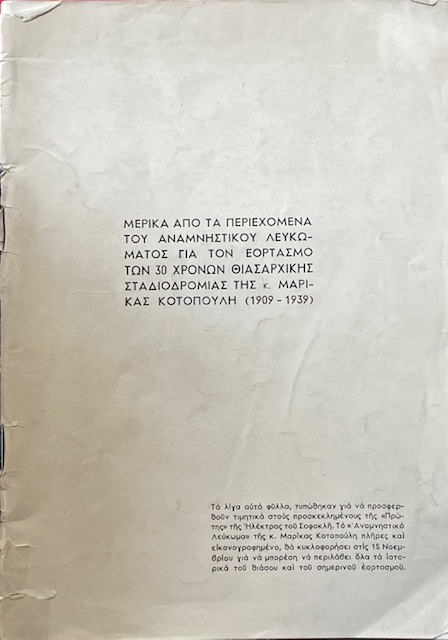 ΜΕΡΙΚΑ ΑΠΟ ΤΑ ΠΕΡΙΕΧΟΜΕΝΑ
ΤΟΥ ΑΝΑΜΝΗΣΤΙΚΟΥ ΛΕΥΚΩ-
ΜΑΤΟΣ ΓΙΑ ΤΟΝ ΕΟΡΤΑΣΜΟ
ΤΩΝ 30 ΧΡΟΝΩΝ ΘΙΑΣΑΡΧΙΚΗΣ
ΣΤΑΔΙΟΔΡΟΜΙΑΣ ΤΗΣ κ. ΜΑΡΙ-
ΚΑΣ ΚΟΤΟΠΟΥΛΗ (1909 - 1939)
Τὰ λίγα αὐτὰ φύλλα, τυπώθηκαν γιὰ νὰ προσφερ-
θοῦν τιμητικὰ στοὺς προσκεκλημένους τῆς «Πρώ-
της» τῆς Ἠλέκτρας τοῦ Σοφοκλῆ. Τὸ «Ἀναμνηστικὸ
Λεύκωμα» τῆς κ. Μαρίκας Κοτοπούλη πλῆρες καὶ
εἰκονογραφημένο, θὰ κυκλοφορήσει στὶς 15 Νοεμ-
βρίου γιὰ νὰ μπορέση νὰ περιλάβει ὅλα τὰ ἱστο-
ρικὰ τοῦ θιάσου καὶ τοῦ σημερινοῦ ἑορτασμοῦ.